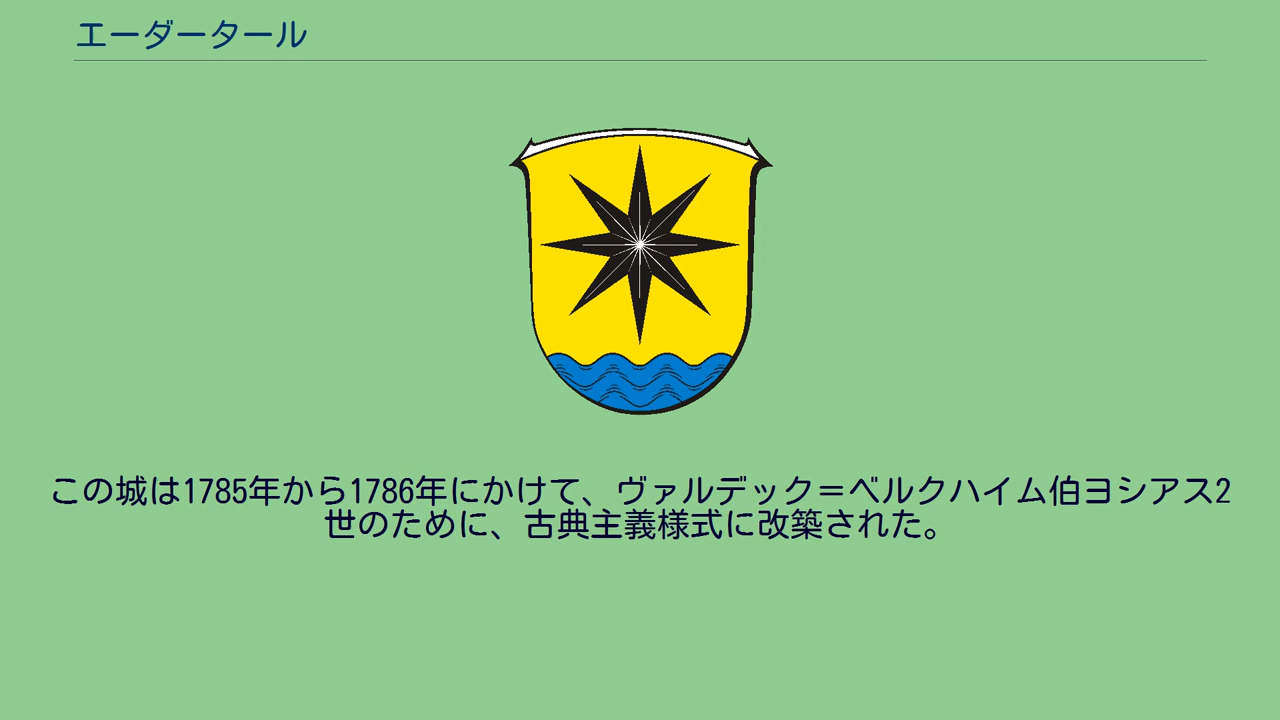 エーダータール
この城は1785年から1786年にかけて、ヴァルデック＝ベルクハイム伯ヨシアス2
世のために、古典主義様式に改築された。